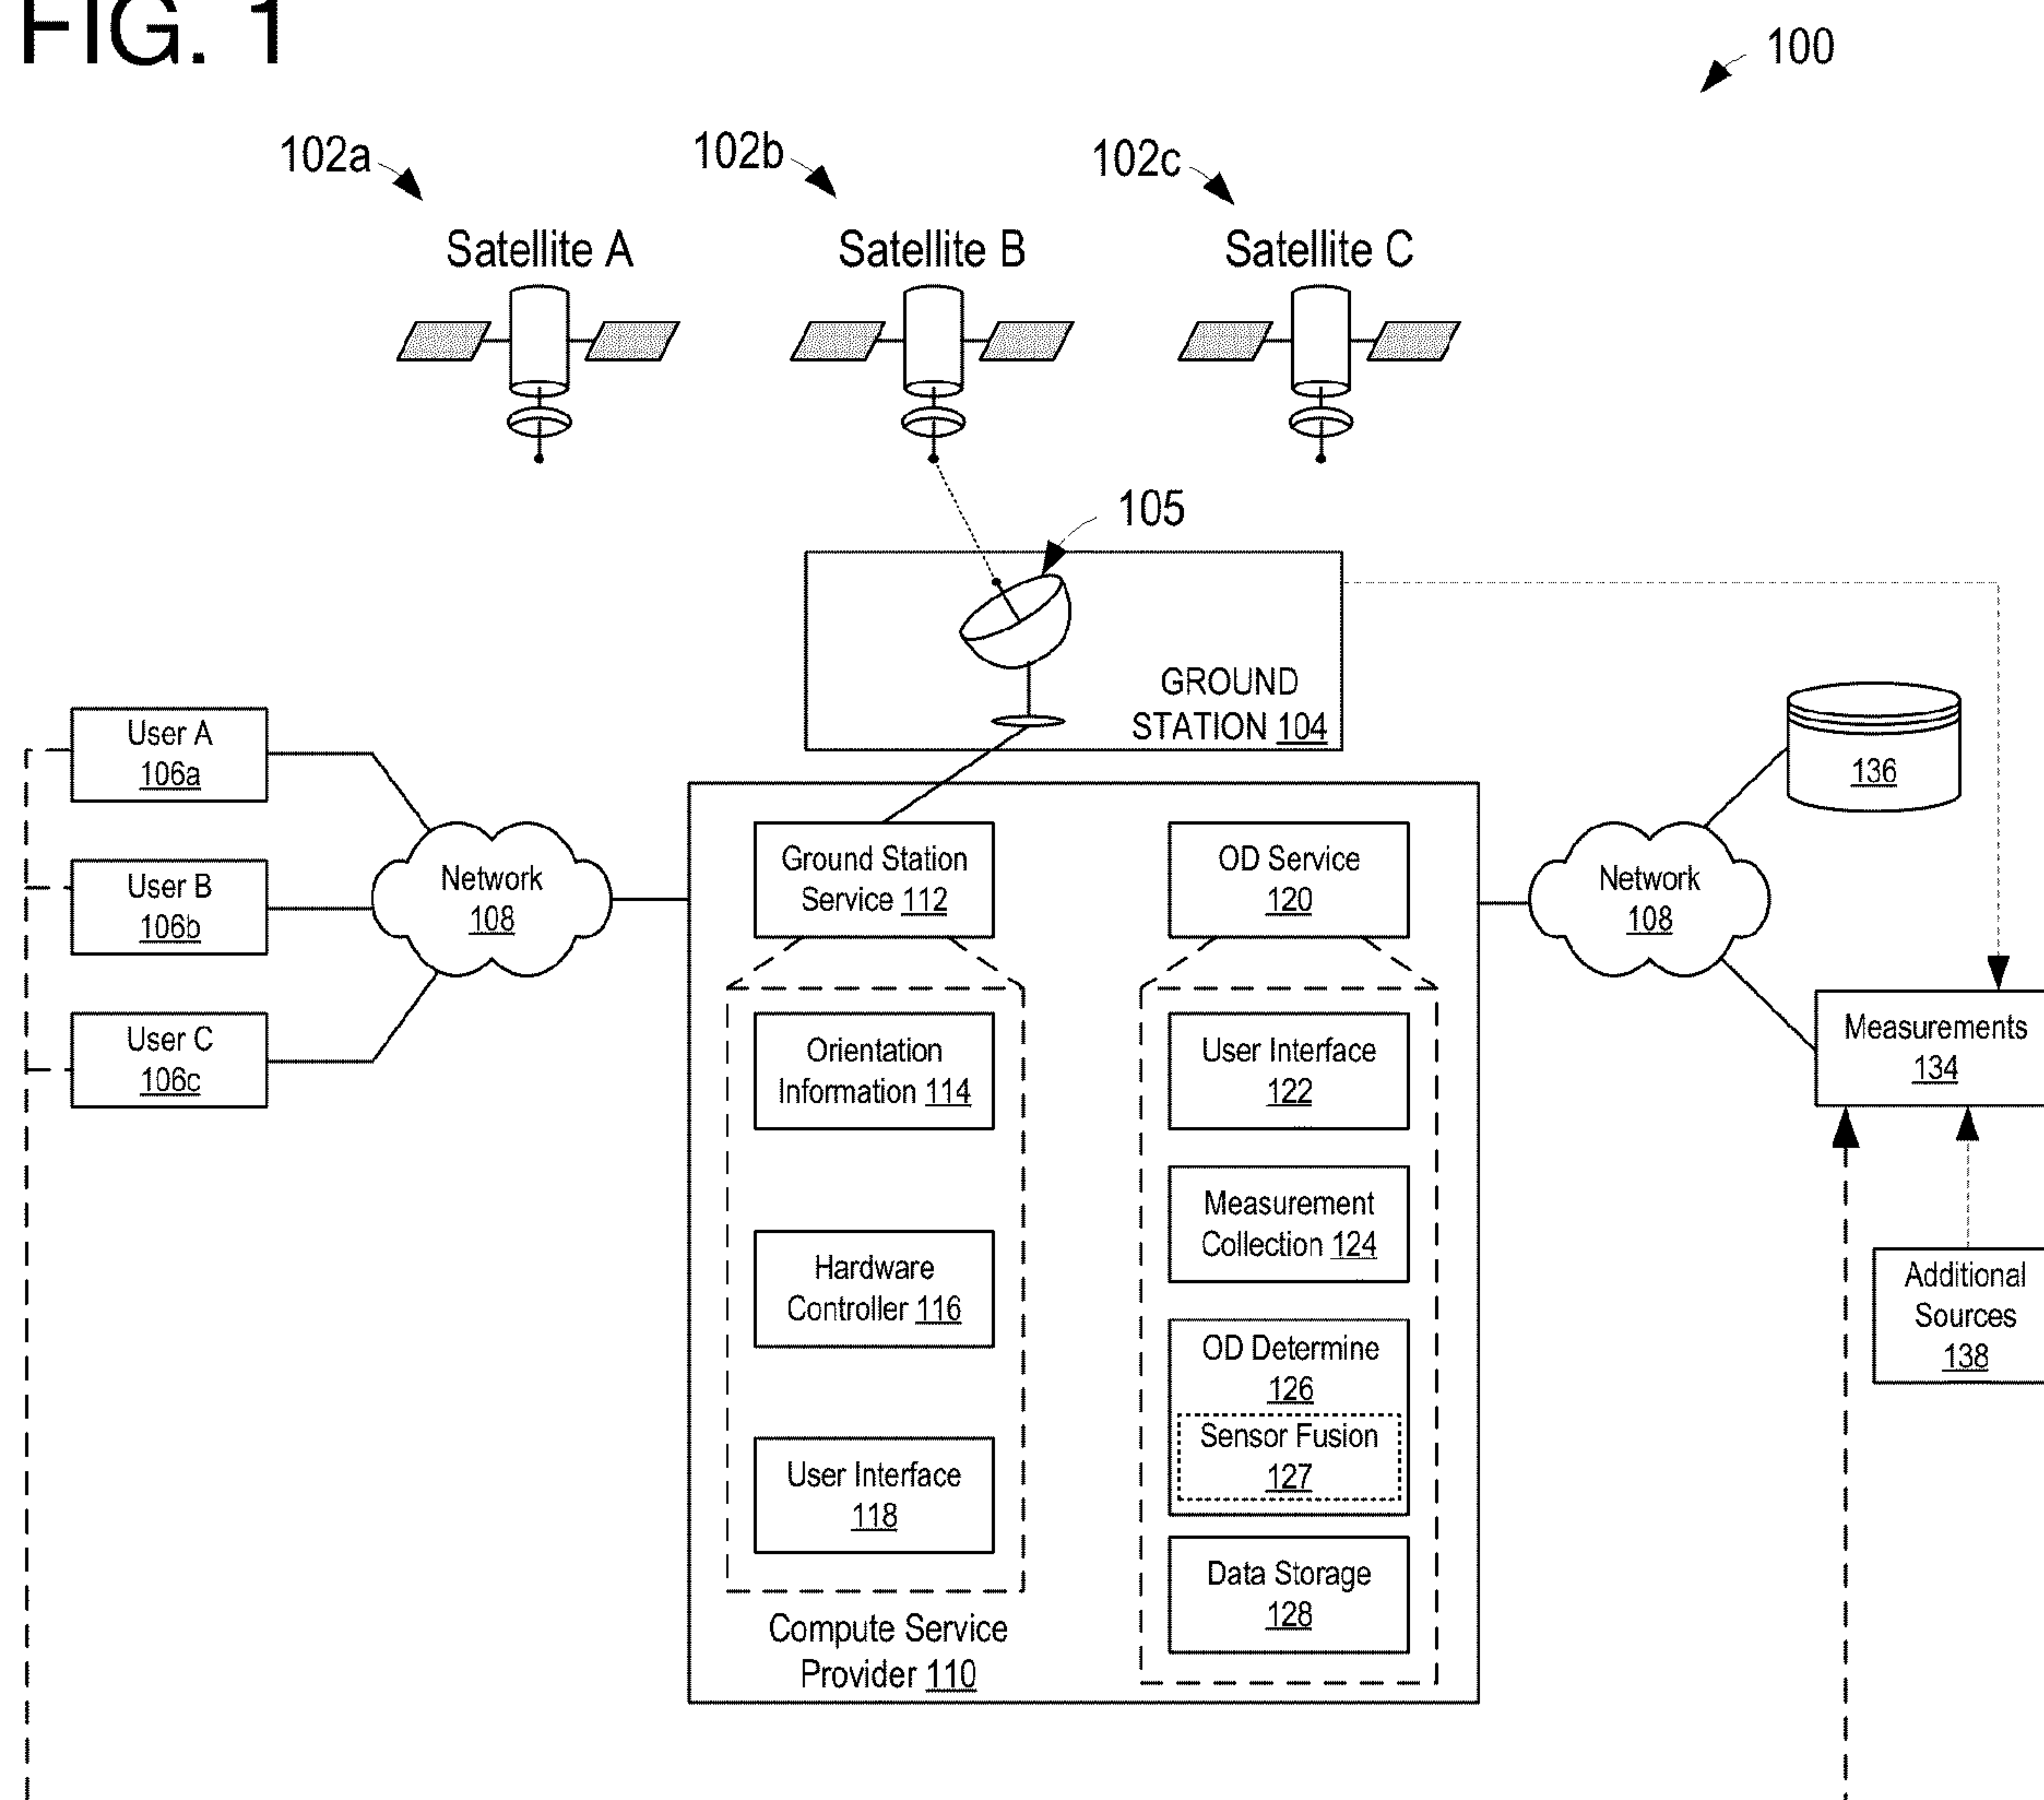 FIG. 1
100
102a
102b
102c
Satellite A
Satellite B
Satellite C
105
GROUND
STATION 104
User A
106a
User B
106b
User C
106c
Network
108
Ground Station
Service 112
Orientation
Information 114
Hardware
Controller 116
User Interface
118
Compute Service
Provider 110
OD Service
120
User Interface
122
Measurement
Collection 124
OD Determine
126
Sensor Fusion
127
Data Storage
128
Network
108
136
Measurements
134
Additional
Sources
138